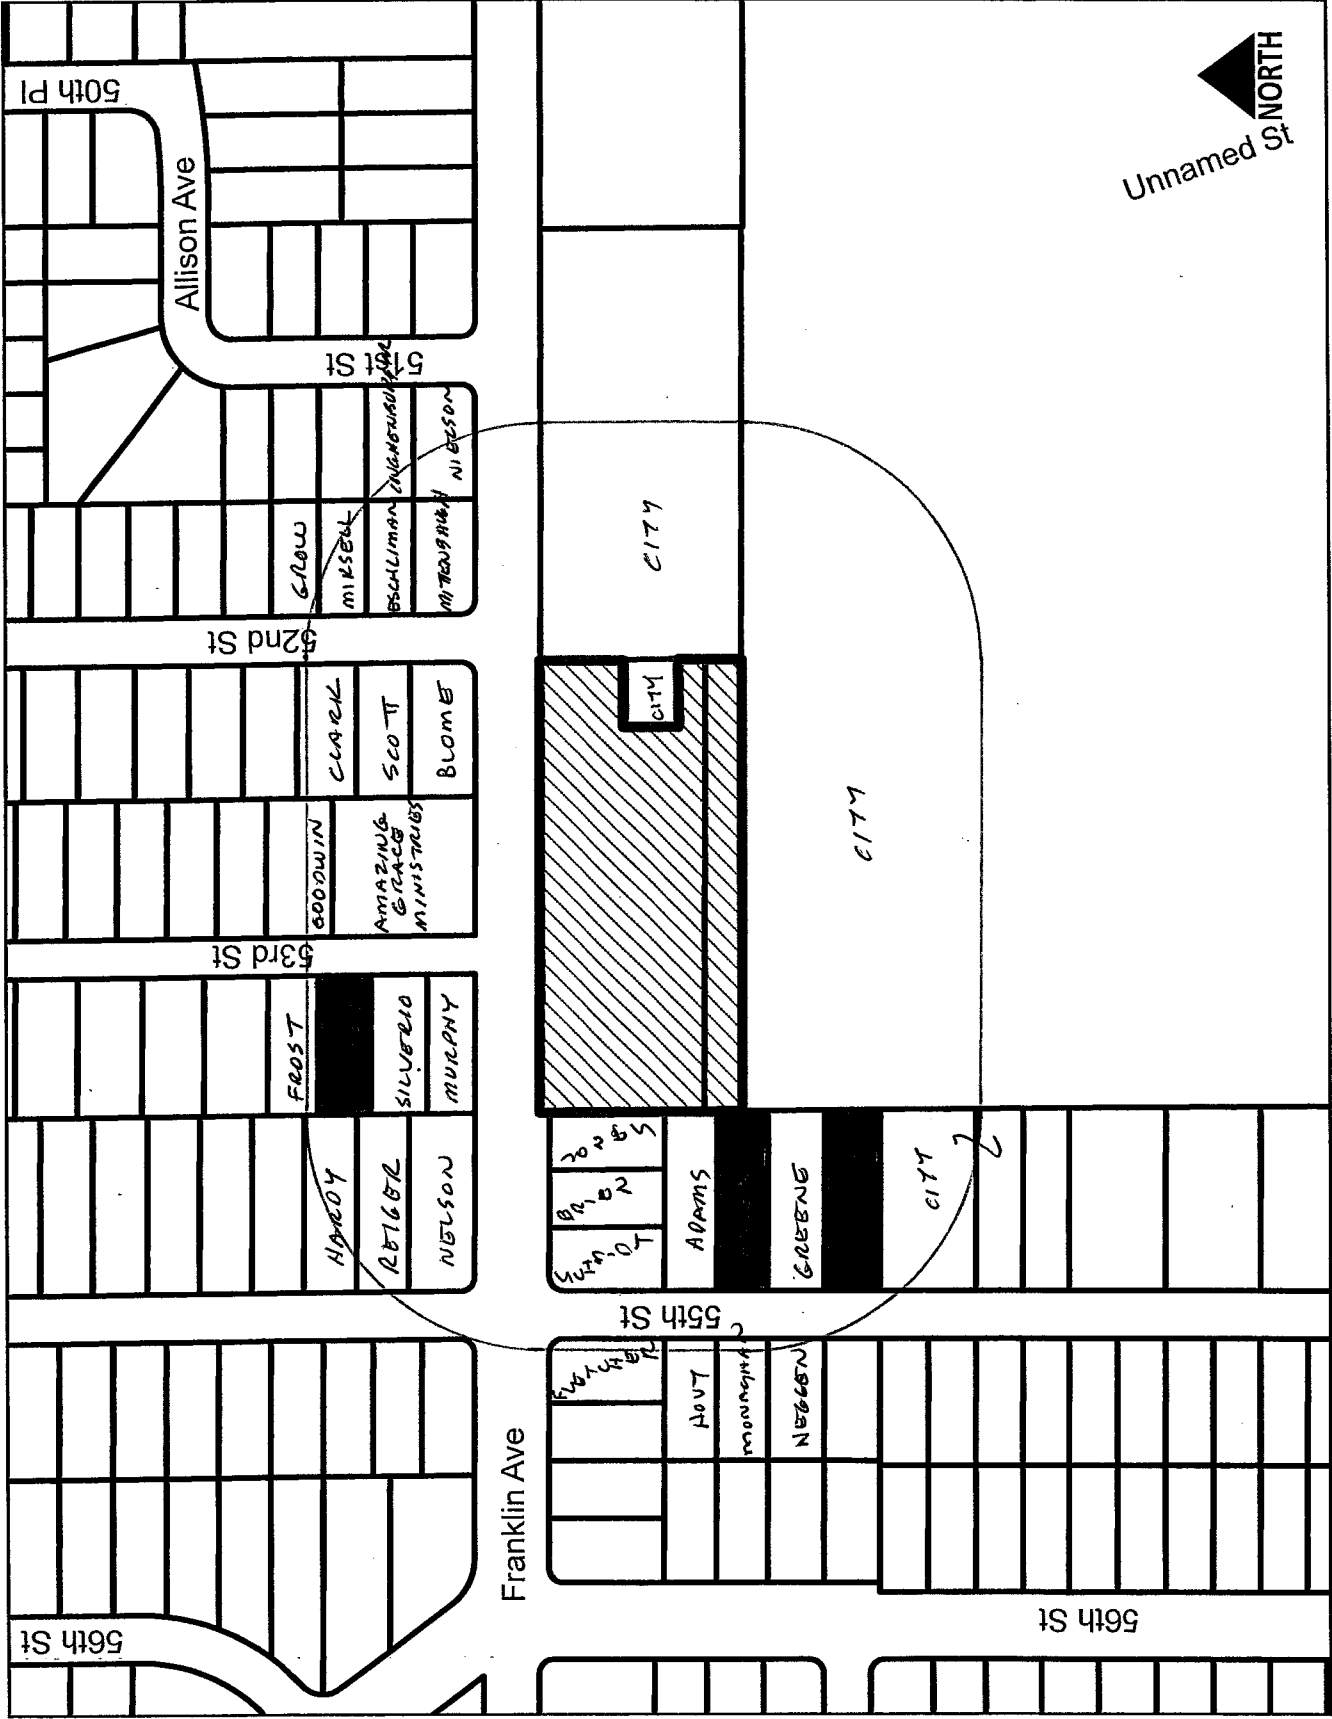 50th Pl
Allison Ave
NORTH
Unnamed St
51st St
NIELSON
GROW
MIKSELL
ESCHLIMAN
CITY
52nd St
CLARK
SCOTT
BLOME
CITY
GOODWIN
AMAZING
GRACE
MINISTRIES
CITY
53rd St
FROST
SILVERIO
MURPHY
HARDY
REIGER
NELSON
ADAMS
GREENE
CITY
55th St
HOYT
MONAGHAN
NEGGEN
Franklin Ave
56th St
56th St